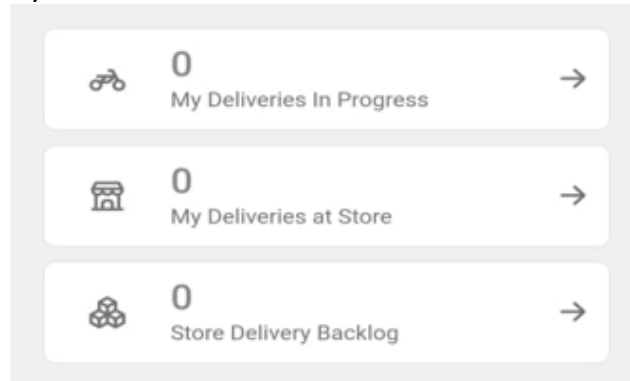 0
My Deliveries In Progress
0
My Deliveries at Store
0
Store Delivery Backlog